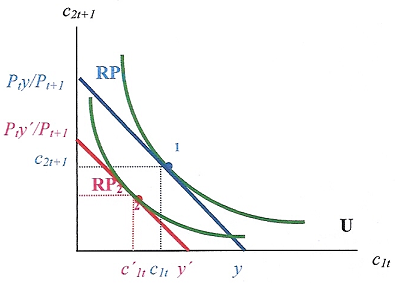 c2t+1
Pty/Pt+1
RP
1
Pty´/Pt+1
c2t+1
RP2
2
U
c1t
c´1t c1t y´ y